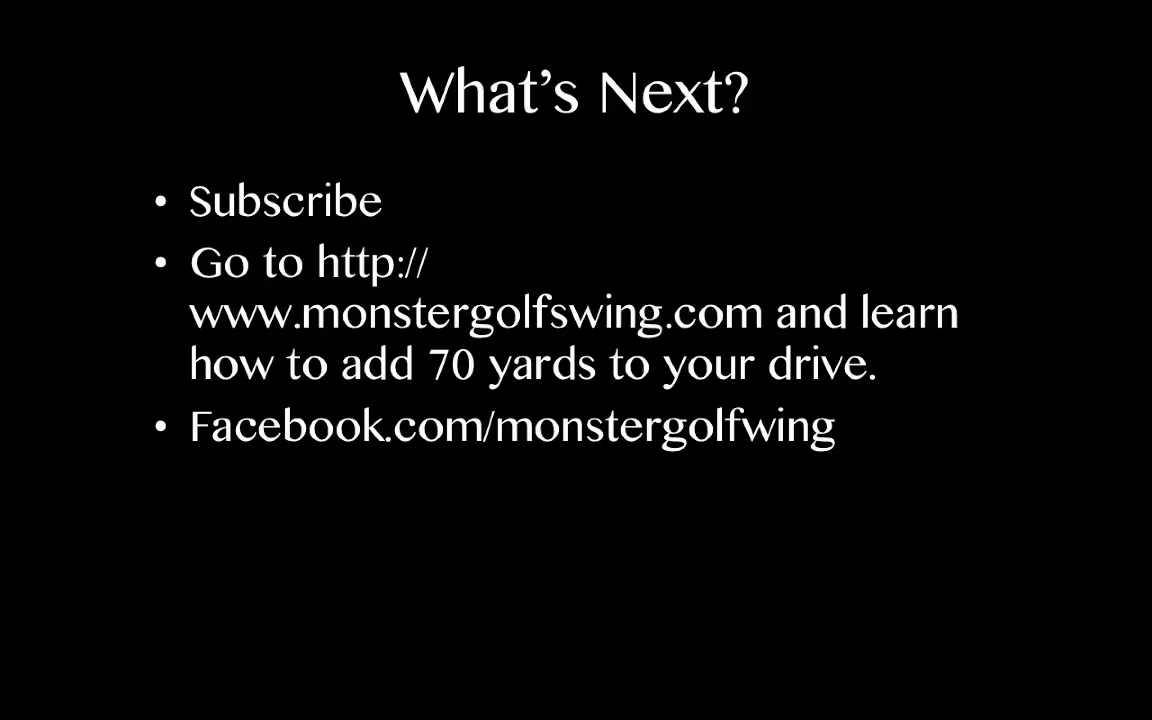 What’s Next?
• Subscribe
• Go to http://
www.monstergolfswing.com and learn
how to add 70 yards to your drive.
• Facebook.com/monstergolfwing